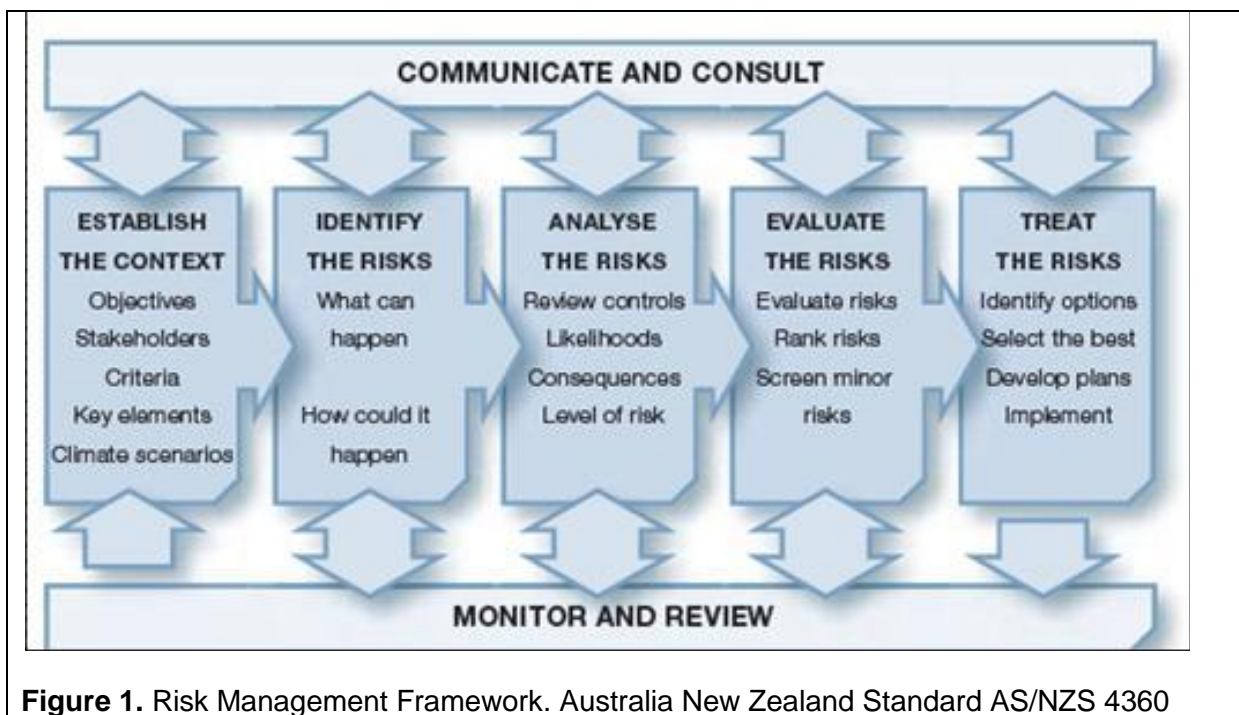 COMMUNICATE AND CONSULT
ESTABLISH
THE CONTEXT
Objectives
Stakeholders
Criteria
Key elements
Climate scenarios
IDENTIFY
THE RISKS
What can
happen
How could it
happen
ANALYSE
THE RISKS
Review controls
Likelihoods
Consequences
Level of risk
EVALUATE
THE RISKS
Evaluate risks
Rank risks
Screen minor
risks
TREAT
THE RISKS
Identify options
Select the best
Develop plans
Implement
MONITOR AND REVIEW
Figure 1. Risk Management Framework. Australia New Zealand Standard AS/NZS 4360